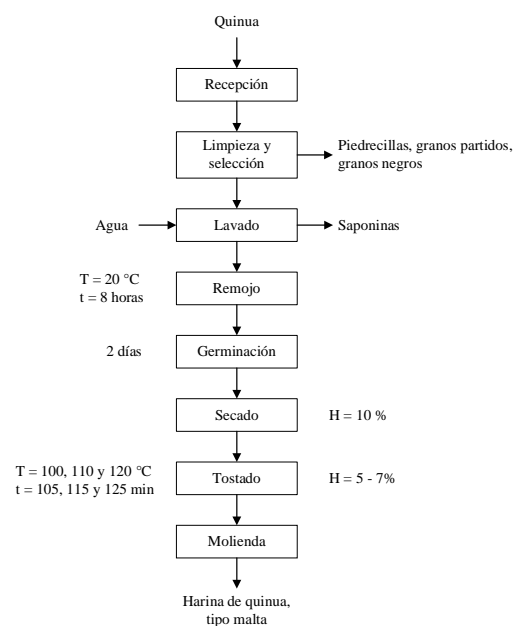 Quinua
Recepción
Limpieza y
selección
Piedrecillas, granos partidos,
granos negros
Agua
Lavado
Saponinas
T = 20 °C
t = 8 horas
Remojo
2 días
Germinación
Secado
H = 10 %
T = 100, 110 y 120 °C
t = 105, 115 y 125 min
Tostado
H = 5 - 7%
Molienda
Harina de quinua,
tipo malta